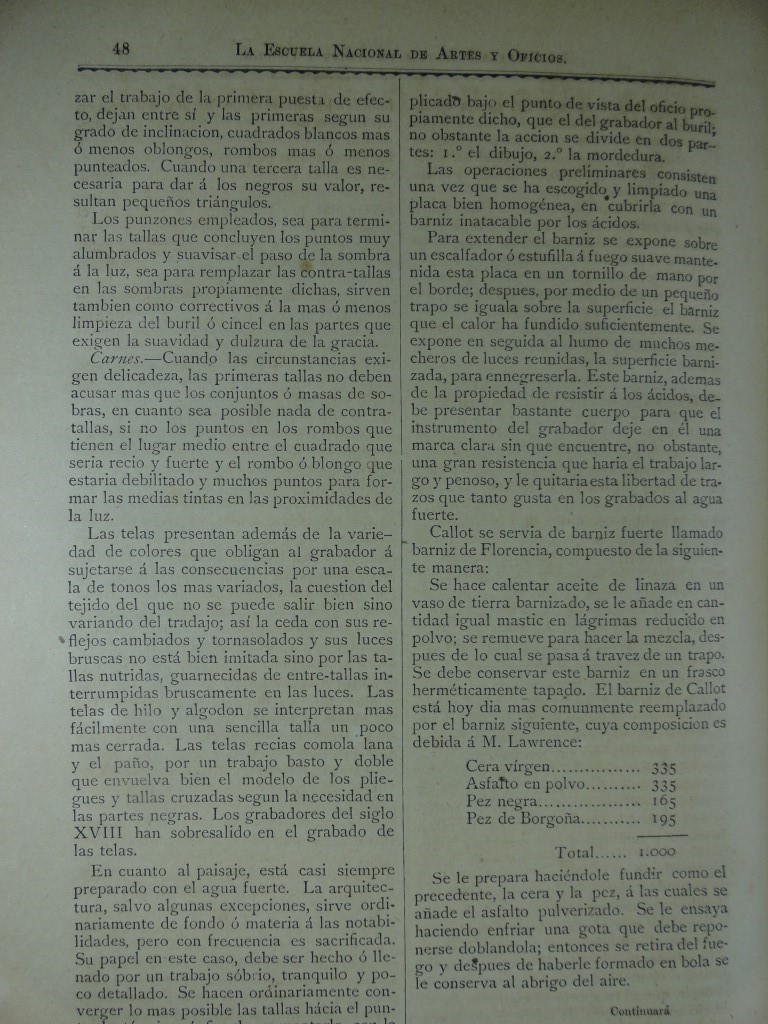 48
LA ESCUELA NACIONAL DE ARTES Y OFICIOS.
zar el trabajo de la primera puesta de efec-
to, dejan entre sí y las primeras segun su
grado de inclinacion, cuadrados blancos mas
ó menos oblongos, rombos mas ó menos
punteados. Cuando una tercera talla es ne-
cesaria para dar á los negros su valor, re-
sultan pequeños triángulos.
Los punzones empleados, sea para termi-
nar las tallas que concluyen los puntos muy
alumbrados y suavisar el paso de la sombra
á la luz, sea para remplazar las contra-tallas
en las sombras propiamente dichas, sirven
tambien como correctivos á la mas ó menos
limpieza del buril ó cincel en las partes que
exigen la suavidad y dulzura de la gracia.
Carnes.—Cuando las circunstancias exi-
gen delicadeza, las primeras tallas no deben
acusar mas que los conjuntos ó masas de so-
bras, en cuanto sea posible nada de contra-
tallas, si no los puntos en los rombos que
tienen el lugar medio entre el cuadrado que
seria recio y fuerte y el rombo ó blongo que
estaria debilitado y muchos puntos para for-
mar las medias tintas en las proximidades de
la luz.
Las telas presentan además de la varie-
dad de colores que obligan al grabador á
sujetarse á las consecuencias por una esca-
la de tonos los mas variados, la cuestion del
tejido del que no se puede salir bien sino
variando del tradajo; así la ceda con sus re-
flejos cambiados y tornasolados y sus luces
bruscas no está bien imitada sino por las ta-
llas nutridas, guarnecidas de entre-tallas in-
terrumpidas bruscamente en las luces. Las
telas de hilo y algodon se interpretan mas
fácilmente con una sencilla talla un poco
mas cerrada. Las telas recias comola lana
y el paño, por un trabajo basto y doble
que envuelva bien el modelo de los plie-
gues y tallas cruzadas segun la necesidad en
las partes negras. Los grabadores del siglo
XVIII han sobresalido en el grabado de
las telas.
En cuanto al paisaje, está casi siempre
preparado con el agua fuerte. La arquitec-
tura, salvo algunas excepciones, sirve ordi-
nariamente de fondo ó materia á las notabi-
lidades, pero con frecuencia es sacrificada.
Su papel en este caso, debe ser hecho ó lle-
nado por un trabajo sóbrio, tranquilo y po-
co detallado. Se hacen ordinariamente con-
verger lo mas posible las tallas hácia el pun-
plicado bajo el punto de vista del oficio pro-
piamente dicho, que el del grabador al buril;
no obstante la accion se divide en dos par-
tes: 1.º el dibujo, 2.º la mordedura.
Las operaciones preliminares consisten
una vez que se ha escogido y limpiado una
placa bien homogénea, en cubrirla con un
barniz inatacable por los ácidos.
Para extender el barniz se expone sobre
un escalfador ó estufilla á fuego suave mante-
nida esta placa en un tornillo de mano por
el borde; despues, por medio de un pequeño
trapo se iguala sobre la superficie el barniz
que el calor ha fundido suficientemente. Se
expone en seguida al humo de muchos me-
cheros de luces reunidas, la superficie barni-
zada, para ennegreserla. Este barniz, ademas
de la propiedad de resistir á los ácidos, de-
be presentar bastante cuerpo para que el
instrumento del grabador deje en él una
marca clara sin que encuentre, no obstante,
una gran resistencia que haria el trabajo lar-
go y penoso, y le quitaria esta libertad de tra-
zos que tanto gusta en los grabados al agua
fuerte.
Callot se servia de barniz fuerte llamado
barniz de Florencia, compuesto de la siguien-
te manera:
Se hace calentar aceite de linaza en un
vaso de tierra barnizado, se le añade en can-
tidad igual mastic en lágrimas reducido en
polvo; se remueve para hacer la mezcla, des-
pues de lo cual se pasa á travez de un trapo.
Se debe conservar este barniz en un frasco
herméticamente tapado. El barniz de Callot
está hoy dia mas comunmente reemplazado
por el barniz siguiente, cuya composicion es
debida á M. Lawrence:
Cera vírgen................ 335
Asfalto en polvo.......... 335
Pez negra................... 165
Pez de Borgoña........... 195
Total...... 1.000
Se le prepara haciéndole fundir como el
precedente, la cera y la pez, á las cuales se
añade el asfalto pulverizado. Se le ensaya
haciendo enfriar una gota que debe repo-
nerse doblandola; entonces se retira del fue-
go y despues de haberle formado en bola se
le conserva al abrigo del aire.
Continuará